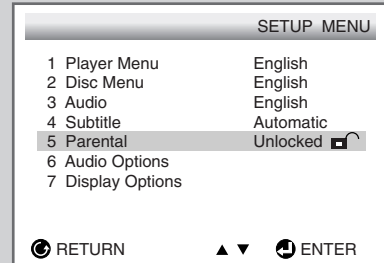 SETUP MENU
1 Player Menu English
2 Disc Menu English
3 Audio English
4 Subtitle Automatic
5 Parental Unlocked
6 Audio Options
7 Display Options
RETURN ▲ ▼ ENTER